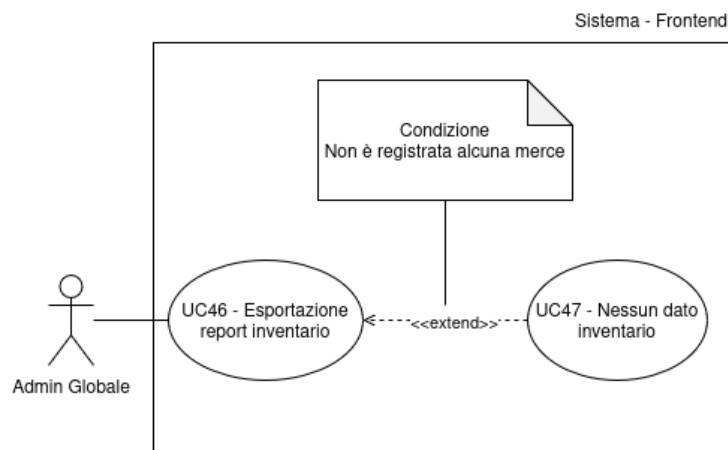 Sistema - Frontend
Condizione
Non è registrata alcuna merce
UC46 - Esportazione
report inventario
<<extend>>
UC47 - Nessun dato
inventario
Admin Globale